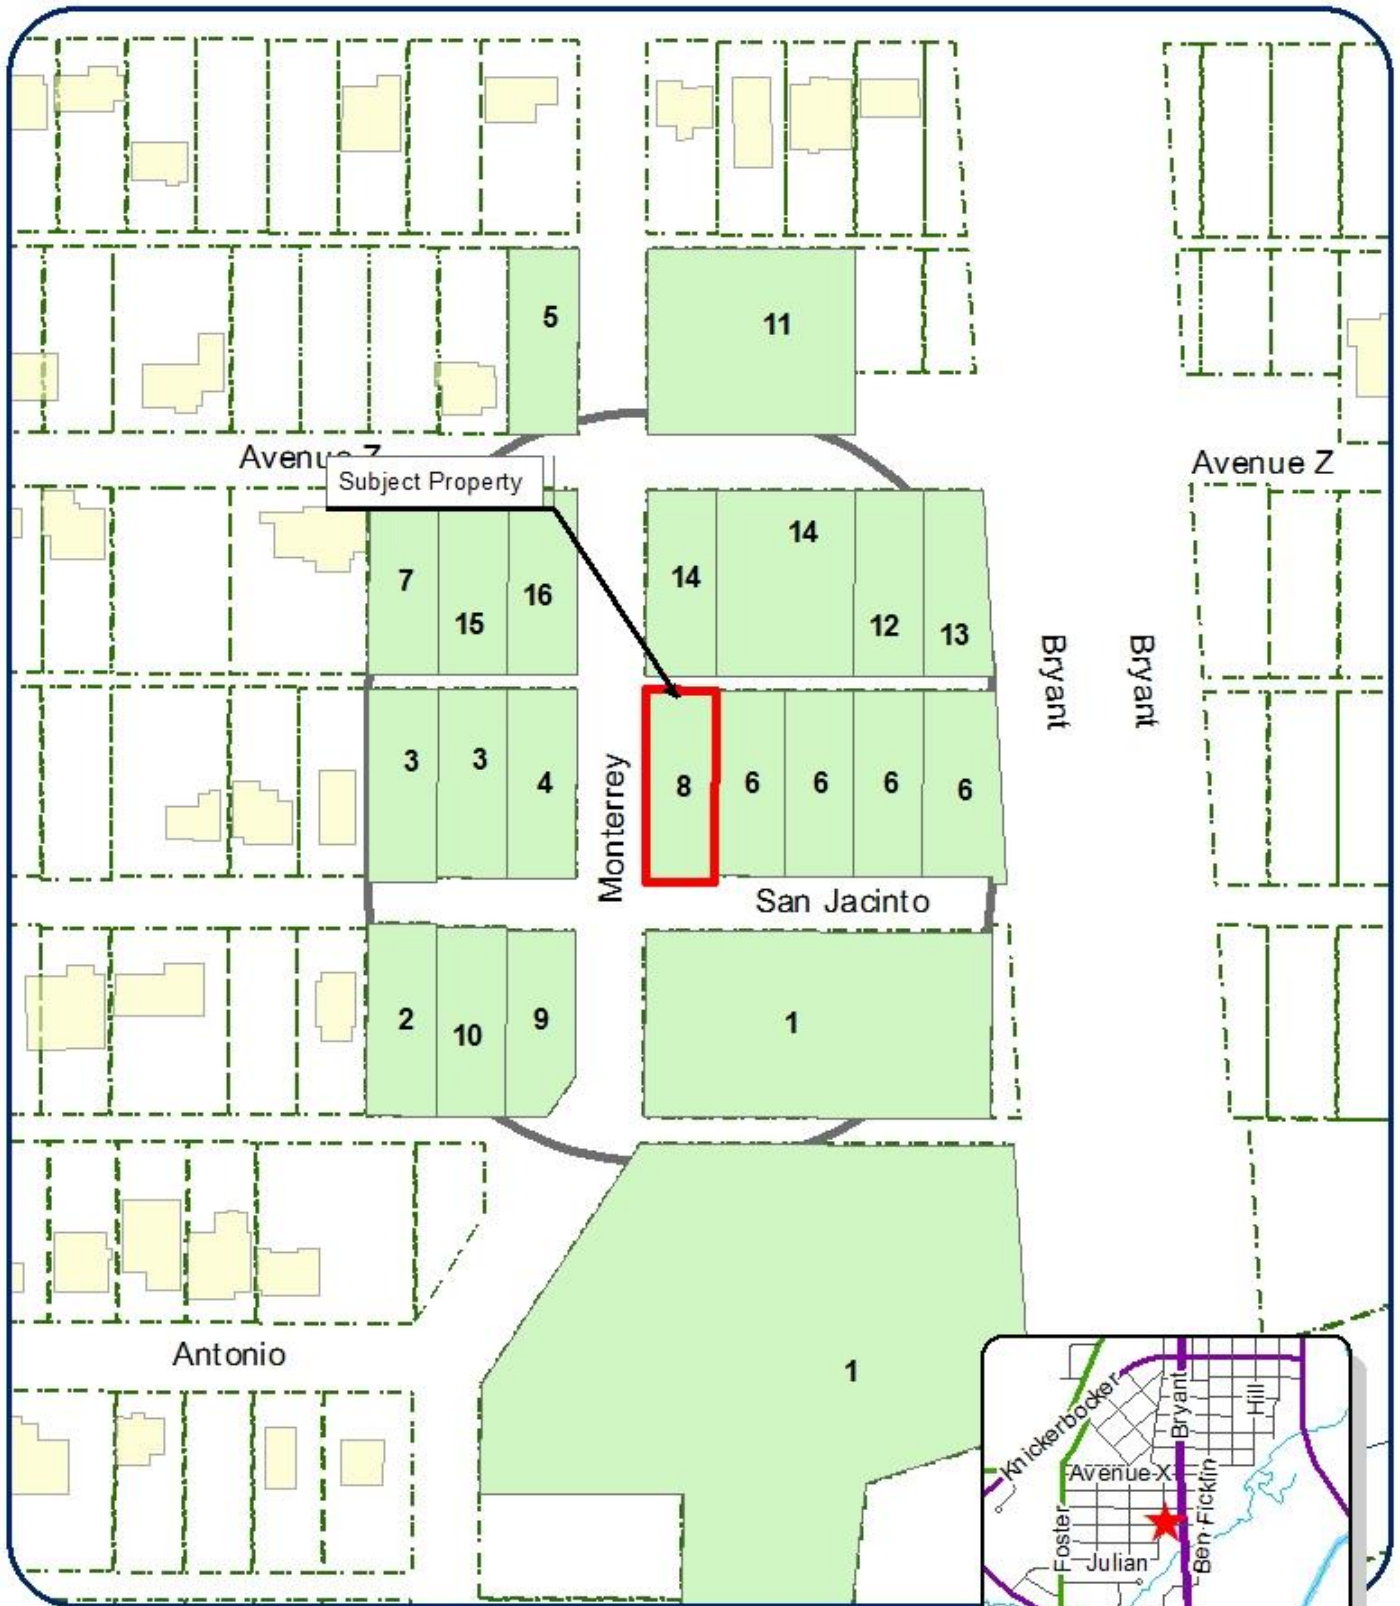 5
11
Avenue Z
Avenue Z
Subject Property
7
15
16
14
14
12
13
Bryant
Bryant
3
3
4
Monterrey
8
6
6
6
6
San Jacinto
2
10
9
1
Antonio
1
Knickerbocker
Bryant
Hill
Avenue X
Foster
Ben Ficklin
Julian